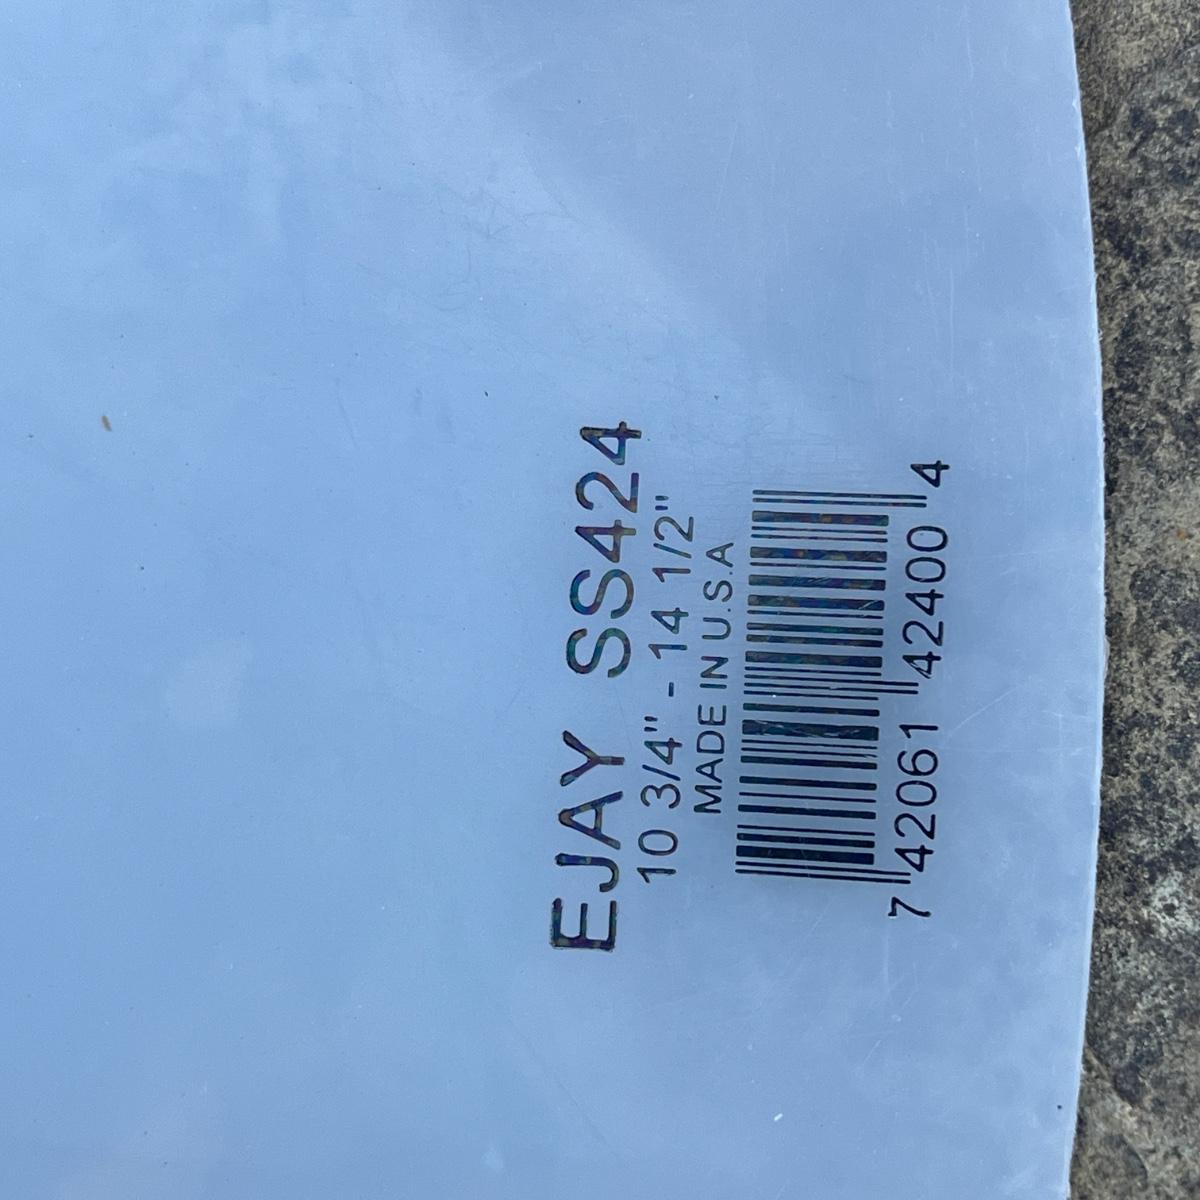 EJAY SS424
10 3/4" - 14 1/2"
MADE IN U.S.A
7 42061 42400 4